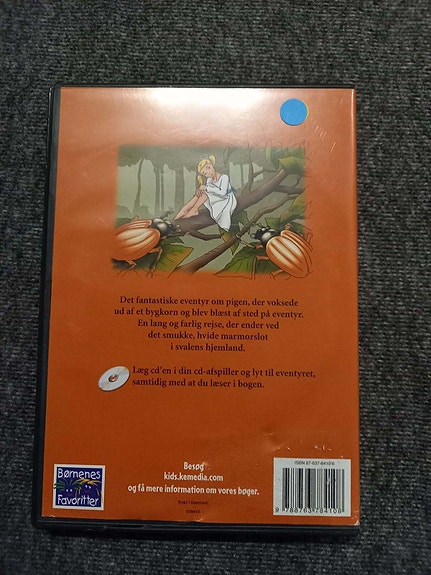 Det fantastiske eventyr om pigen, der voksede
ud af et bygkorn og blev blæst af sted på eventyr.
En lang og farlig rejse, der ender ved
det smukke, hvide marmorslot
i svalens hjemland.
Læg cd'en i din cd-afspiller og lyt til eventyret,
samtidig med at du læser i bogen.
Besøg
kids.kemedia.com
og få mere information om vores bøger.
Børnenes
Favoritter
9 788763 784108